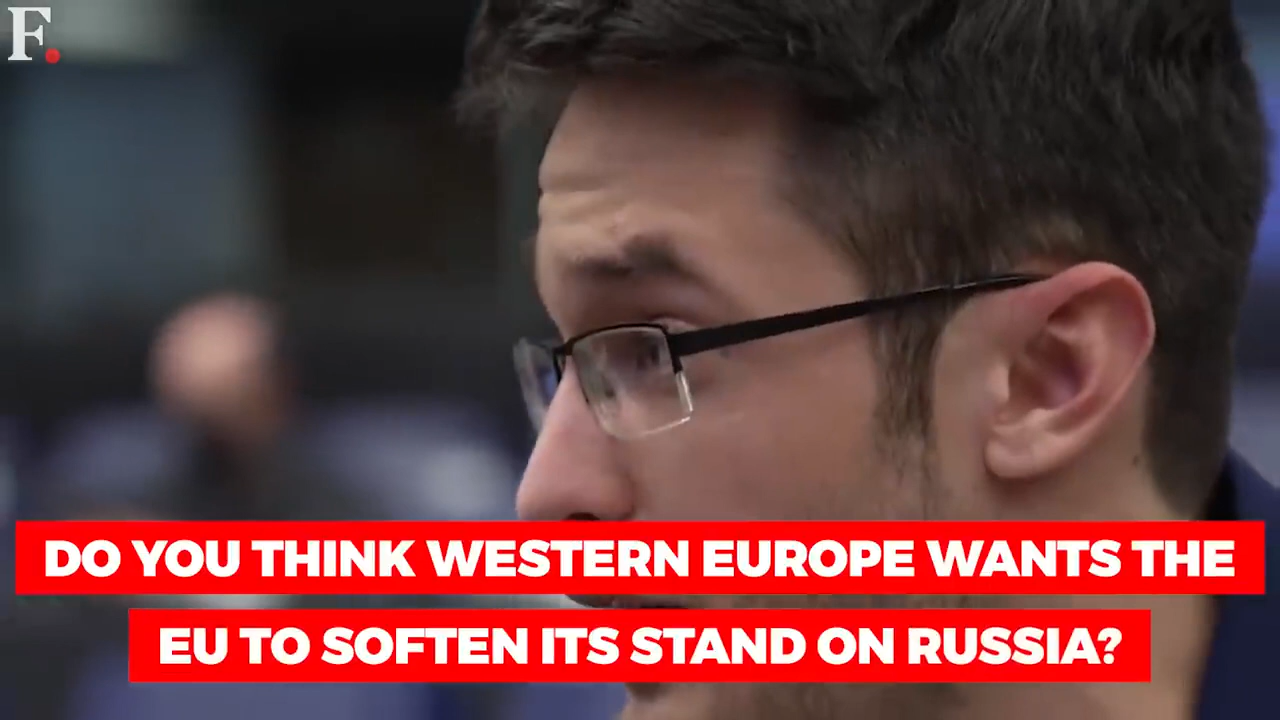 F.
DO YOU THINK WESTERN EUROPE WANTS THE
EU TO SOFTEN ITS STAND ON RUSSIA?